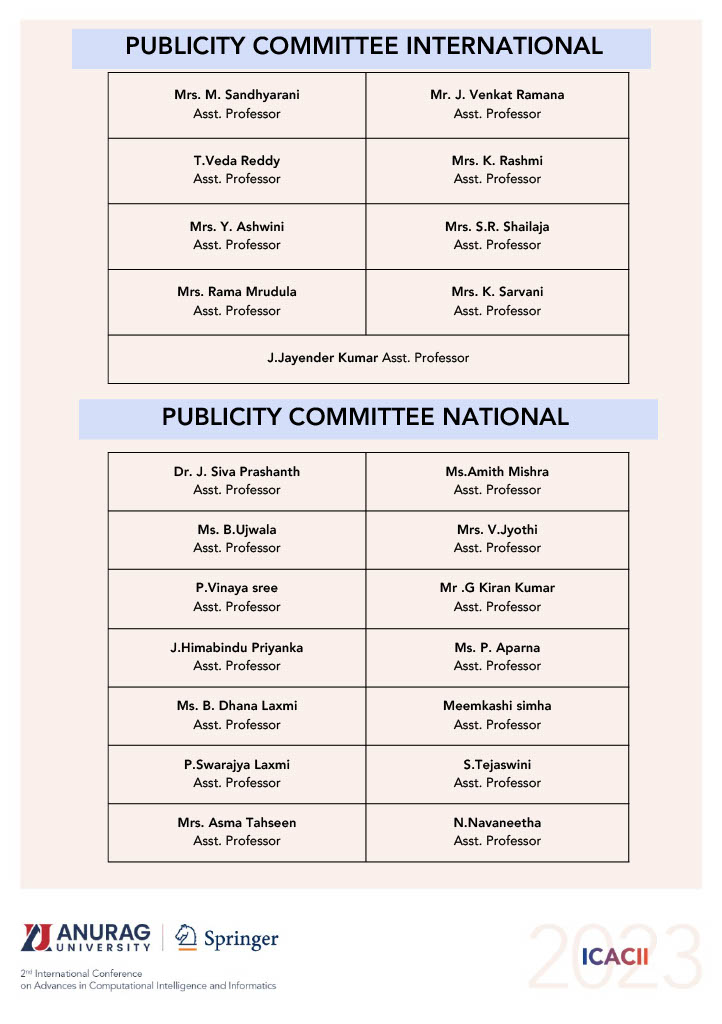 PUBLICITY COMMITTEE INTERNATIONAL
Mrs. M. Sandhyarani
Asst. Professor
Mr. J. Venkat Ramana
Asst. Professor
T.Veda Reddy
Asst. Professor
Mrs. K. Rashmi
Asst. Professor
Mrs. Y. Ashwini
Asst. Professor
Mrs. S.R. Shailaja
Asst. Professor
Mrs. Rama Mrudula
Asst. Professor
Mrs. K. Sarvani
Asst. Professor
J.Jayender Kumar Asst. Professor
PUBLICITY COMMITTEE NATIONAL
Dr. J. Siva Prashanth
Asst. Professor
Ms.Amith Mishra
Asst. Professor
Ms. B.Ujwala
Asst. Professor
Mrs. V.Jyothi
Asst. Professor
P.Vinaya sree
Asst. Professor
Mr .G Kiran Kumar
Asst. Professor
J.Himabindu Priyanka
Asst. Professor
Ms. P. Aparna
Asst. Professor
Ms. B. Dhana Laxmi
Asst. Professor
Meemkashi simha
Asst. Professor
P.Swarajya Laxmi
Asst. Professor
S.Tejaswini
Asst. Professor
Mrs. Asma Tahseen
Asst. Professor
N.Navaneetha
Asst. Professor
ANURAG
UNIVERSITY
Springer
2nd International Conference
on Advances in Computational Intelligence and Informatics
2023
ICACII